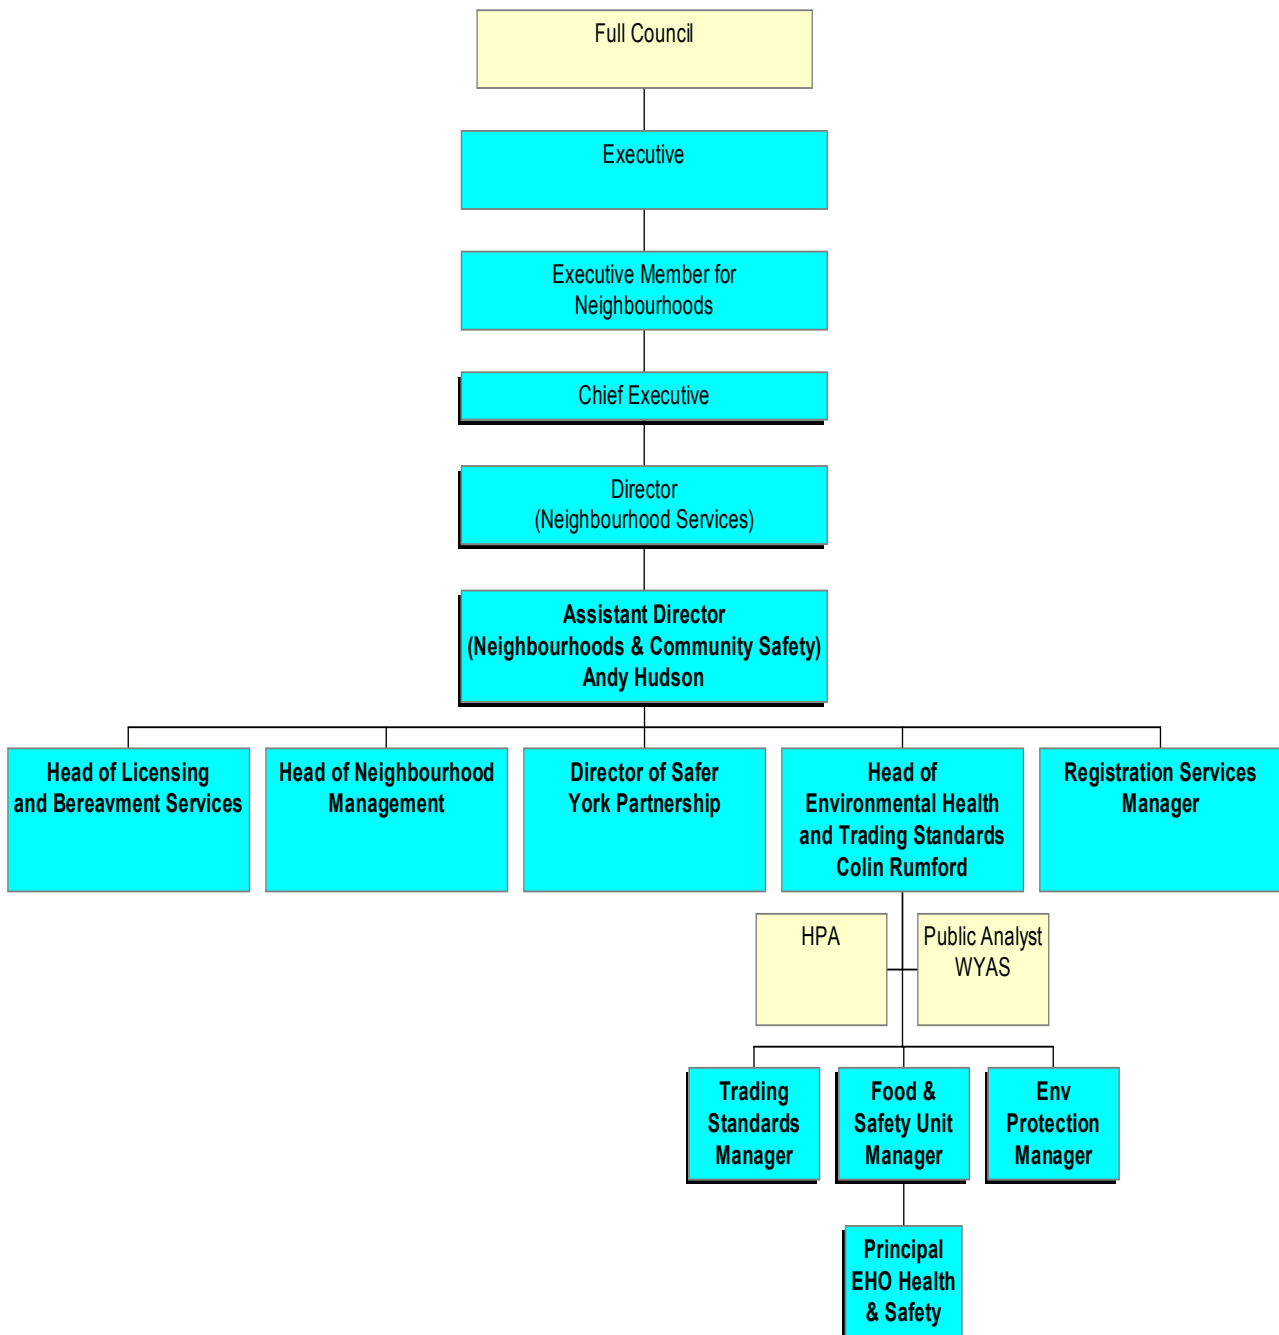 Full Council
Executive
Executive Member for
Neighbourhoods
Chief Executive
Director
(Neighbourhood Services)
Assistant Director
(Neighbourhoods & Community Safety)
Andy Hudson
Head of Licensing
and Bereavment Services
Head of Neighbourhood
Management
Director of Safer
York Partnership
Head of
Environmental Health
and Trading Standards
Colin Rumford
Registration Services
Manager
HPA
Public Analyst
WYAS
Trading
Standards
Manager
Food &
Safety Unit
Manager
Env
Protection
Manager
Principal
EHO Health
& Safety